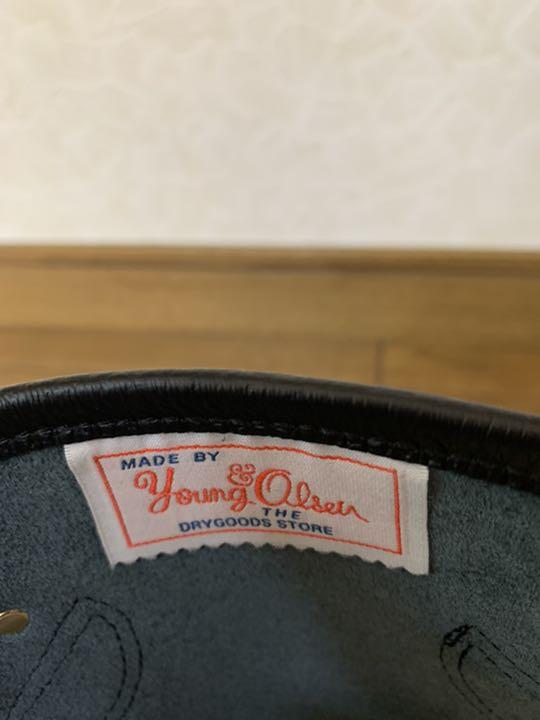 MADE BY
Young & Olsen
THE
DRYGOODS STORE